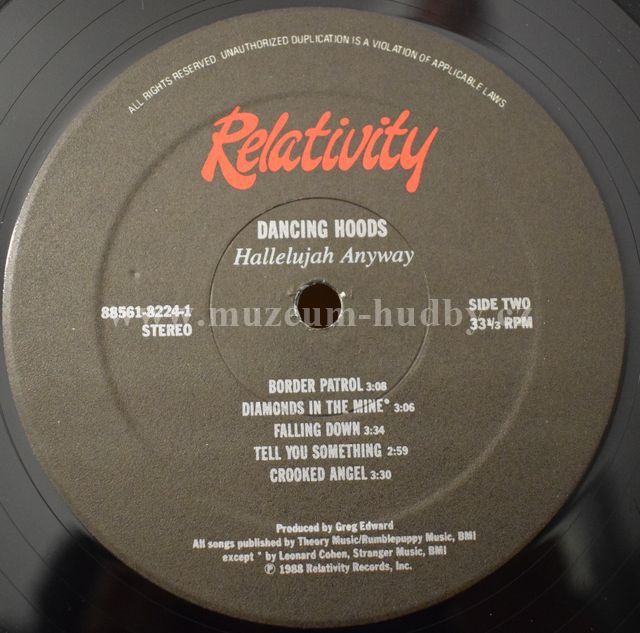 ALL RIGHTS RESERVED. UNAUTHORIZED DUPLICATION IS A VIOLATION OF APPLICABLE LAWS
Relativity
DANCING HOODS
Hallelujah Anyway
88561-8224-1
STEREO
SIDE TWO
33⅓ RPM
www.muzeum-hudby.cz
BORDER PATROL 3:08
DIAMONDS IN THE MINE* 3:06
FALLING DOWN 3:34
TELL YOU SOMETHING 2:59
CROOKED ANGEL 3:30
Produced by Greg Edward
All songs published by Theory Music/Rumblepuppy Music, BMI
except * by Leonard Cohen, Stranger Music, BMI
℗ 1988 Relativity Records, Inc.